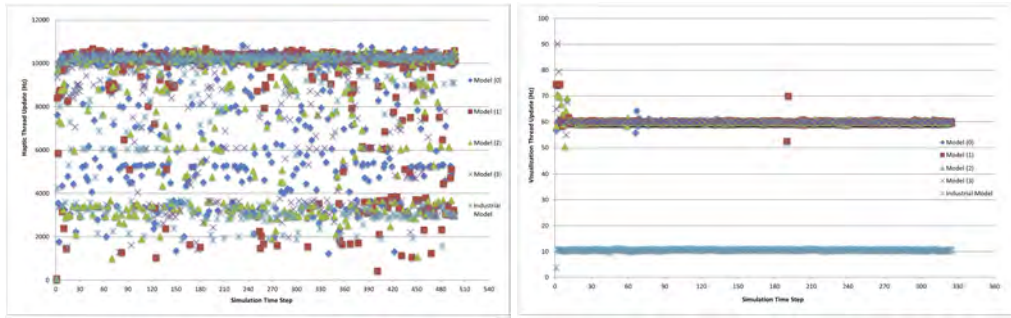 12000
10000
8000
6000
4000
2000
0
Haptic Thread Update (Hz)
0 30 60 90 120 150 180 210 240 270 300 330 360 390 420 450 480 510 540
Simulation Time Step
Model (0)
Model (1)
Model (2)
Model (3)
Industrial
Model
100
90
80
70
60
50
40
30
20
10
0
Visualisation Thread Update (Hz)
0 30 60 90 120 150 180 210 240 270 300 330 360
Simulation Time Step
Model (0)
Model (1)
Model (2)
Model (3)
Industrial Model